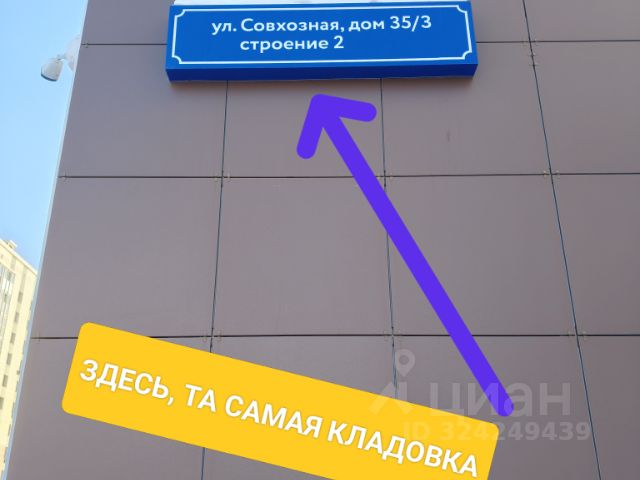 ул. Совхозная, дом 35/3
строение 2
ЗДЕСЬ, ТА САМАЯ КЛАДОВКА
циан
ID 324249439